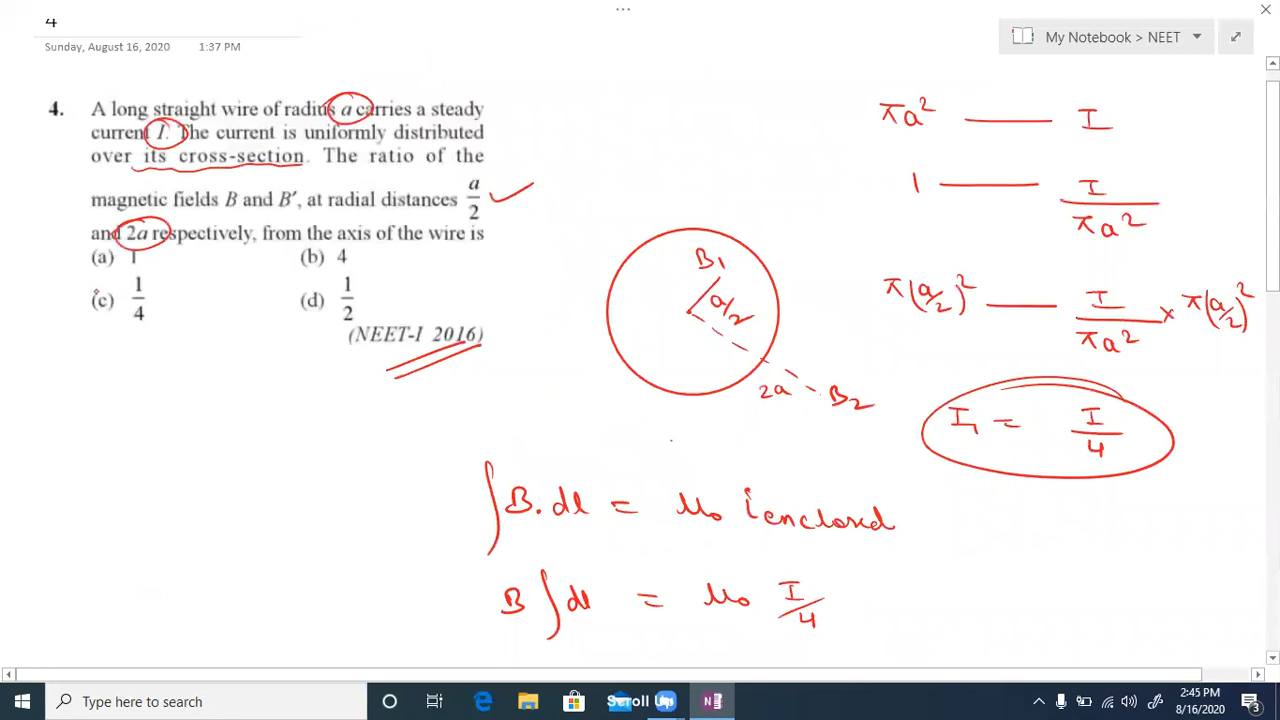 4
Sunday, August 16, 2020 1:37 PM
My Notebook > NEET
4. A long straight wire of radius a carries a steady
current I. The current is uniformly distributed
over its cross-section. The ratio of the
magnetic fields B and B′, at radial distances a/2
and 2a respectively, from the axis of the wire is
(a) 1 (b) 4
(c) 1/4 (d) 1/2
(NEET-I 2016)
πa² — I
1 — I/πa²
π(a/2)² — I/πa² × π(a/2)²
I₁ = I/4
B₁
a/2
2a
B₂
∫B.dl = μ₀ i enclosed
B∫dl = μ₀ I/4
Type here to search
Scroll Up
N
2:45 PM
8/16/2020
3